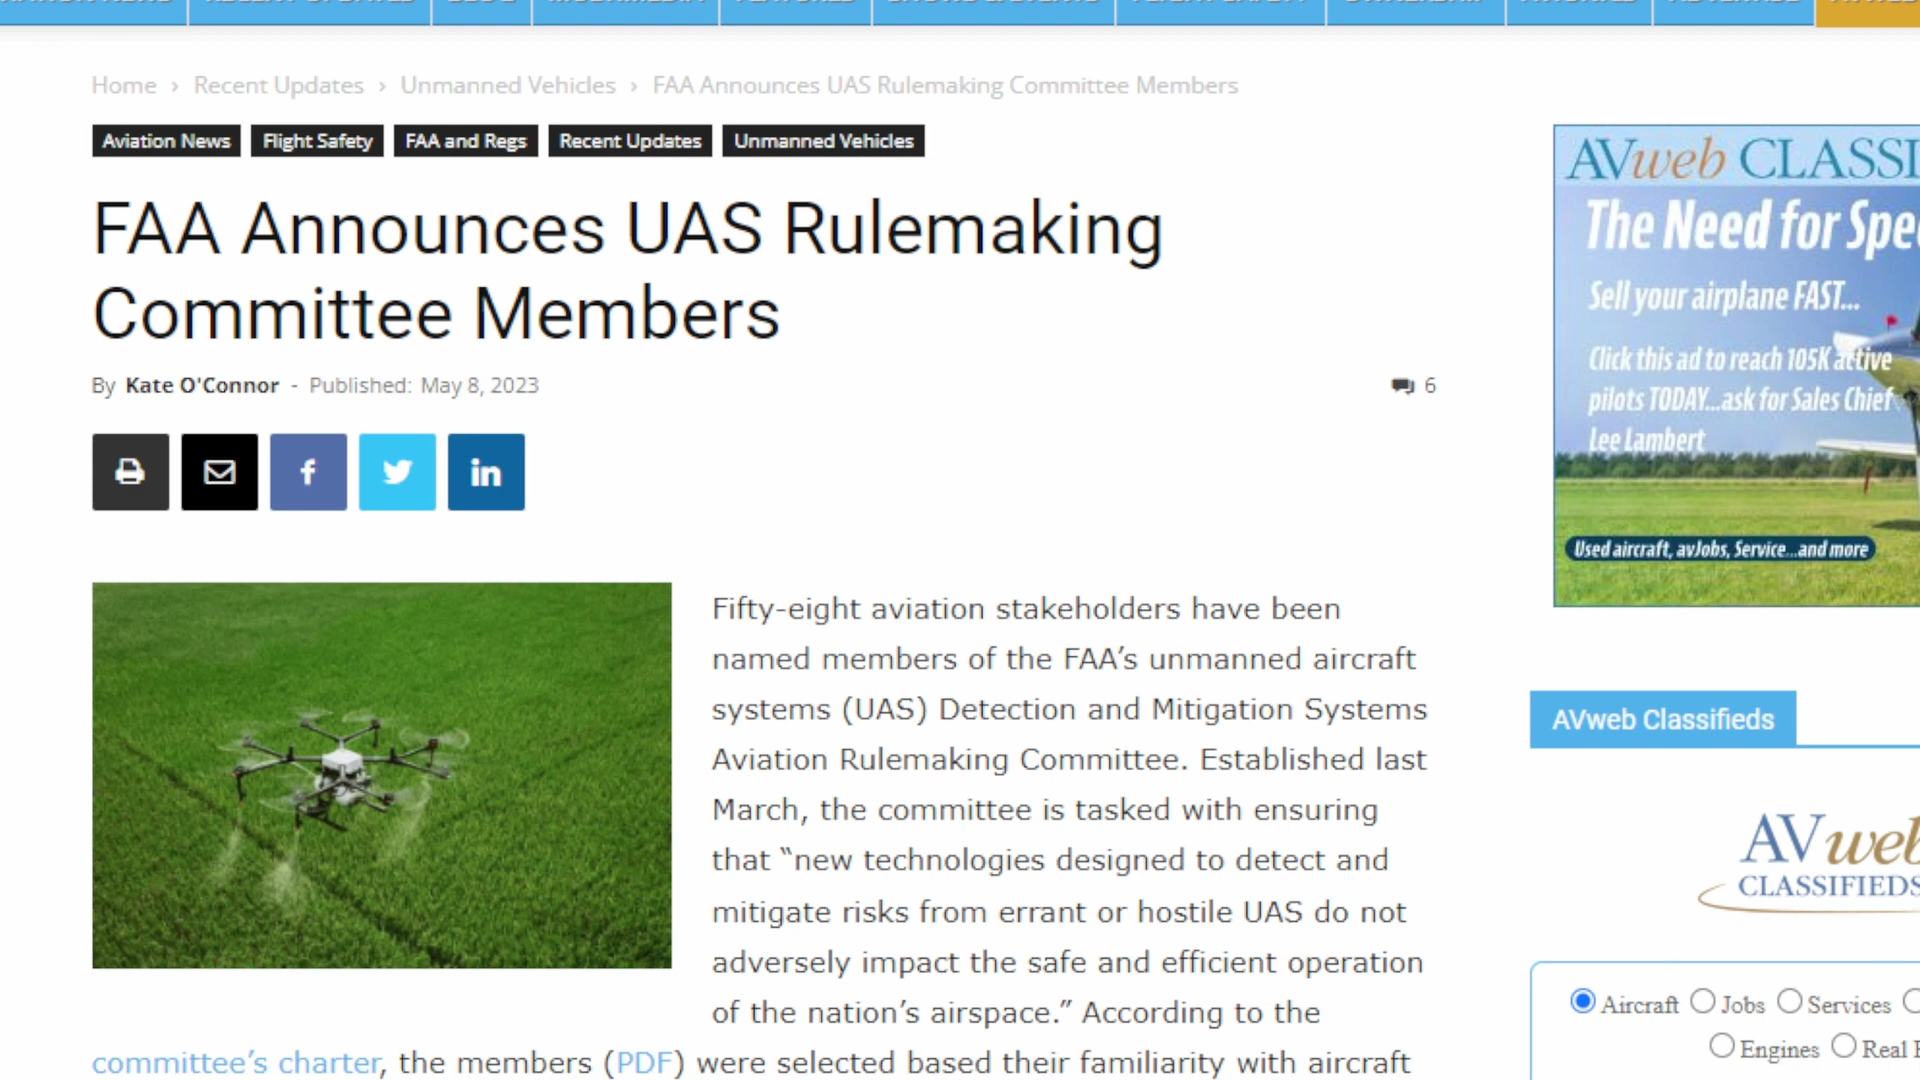 Home › Recent Updates › Unmanned Vehicles › FAA Announces UAS Rulemaking Committee Members
Aviation News Flight Safety FAA and Regs Recent Updates Unmanned Vehicles
FAA Announces UAS Rulemaking
Committee Members
By Kate O'Connor - Published: May 8, 2023
6
Fifty-eight aviation stakeholders have been
named members of the FAA’s unmanned aircraft
systems (UAS) Detection and Mitigation Systems
Aviation Rulemaking Committee. Established last
March, the committee is tasked with ensuring
that “new technologies designed to detect and
mitigate risks from errant or hostile UAS do not
adversely impact the safe and efficient operation
of the nation’s airspace.” According to the
committee’s charter, the members (PDF) were selected based their familiarity with aircraft
AVweb CLASSI
The Need for Spe
Sell your airplane FAST...
Click this ad to reach 105K active
pilots TODAY...ask for Sales Chief
Lee Lambert
Used aircraft, avJobs, Service...and more
AVweb Classifieds
AVweb
CLASSIFIEDS
Aircraft Jobs Services
Engines Real